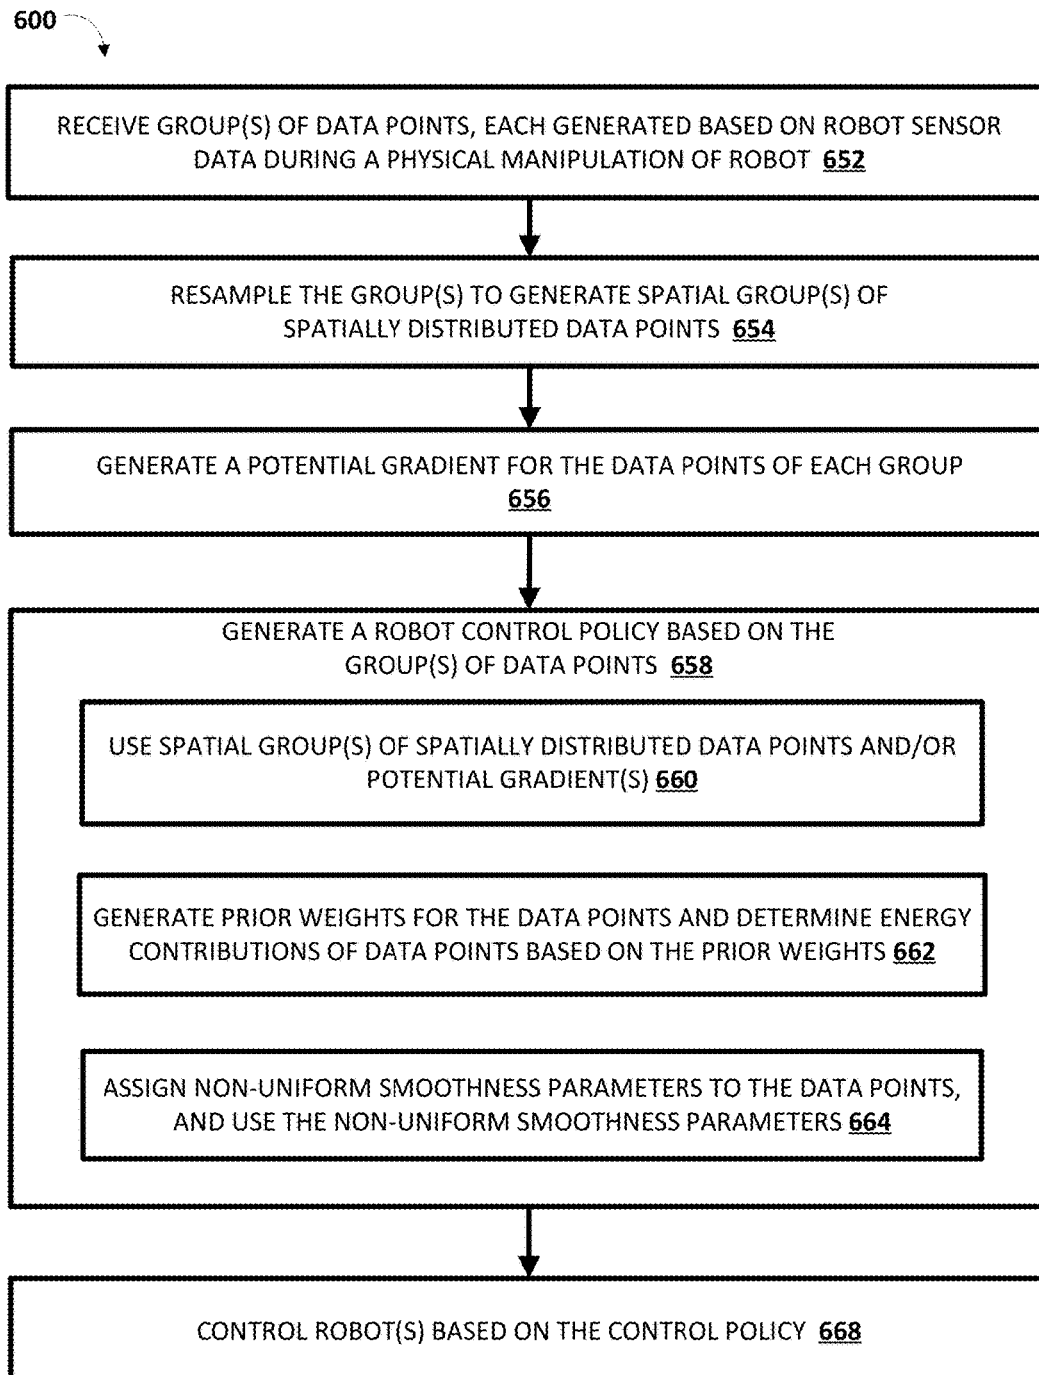 600
RECEIVE GROUP(S) OF DATA POINTS, EACH GENERATED BASED ON ROBOT SENSOR
DATA DURING A PHYSICAL MANIPULATION OF ROBOT 652
RESAMPLE THE GROUP(S) TO GENERATE SPATIAL GROUP(S) OF
SPATIALLY DISTRIBUTED DATA POINTS 654
GENERATE A POTENTIAL GRADIENT FOR THE DATA POINTS OF EACH GROUP
656
GENERATE A ROBOT CONTROL POLICY BASED ON THE
GROUP(S) OF DATA POINTS 658
USE SPATIAL GROUP(S) OF SPATIALLY DISTRIBUTED DATA POINTS AND/OR
POTENTIAL GRADIENT(S) 660
GENERATE PRIOR WEIGHTS FOR THE DATA POINTS AND DETERMINE ENERGY
CONTRIBUTIONS OF DATA POINTS BASED ON THE PRIOR WEIGHTS 662
ASSIGN NON-UNIFORM SMOOTHNESS PARAMETERS TO THE DATA POINTS,
AND USE THE NON-UNIFORM SMOOTHNESS PARAMETERS 664
CONTROL ROBOT(S) BASED ON THE CONTROL POLICY 668